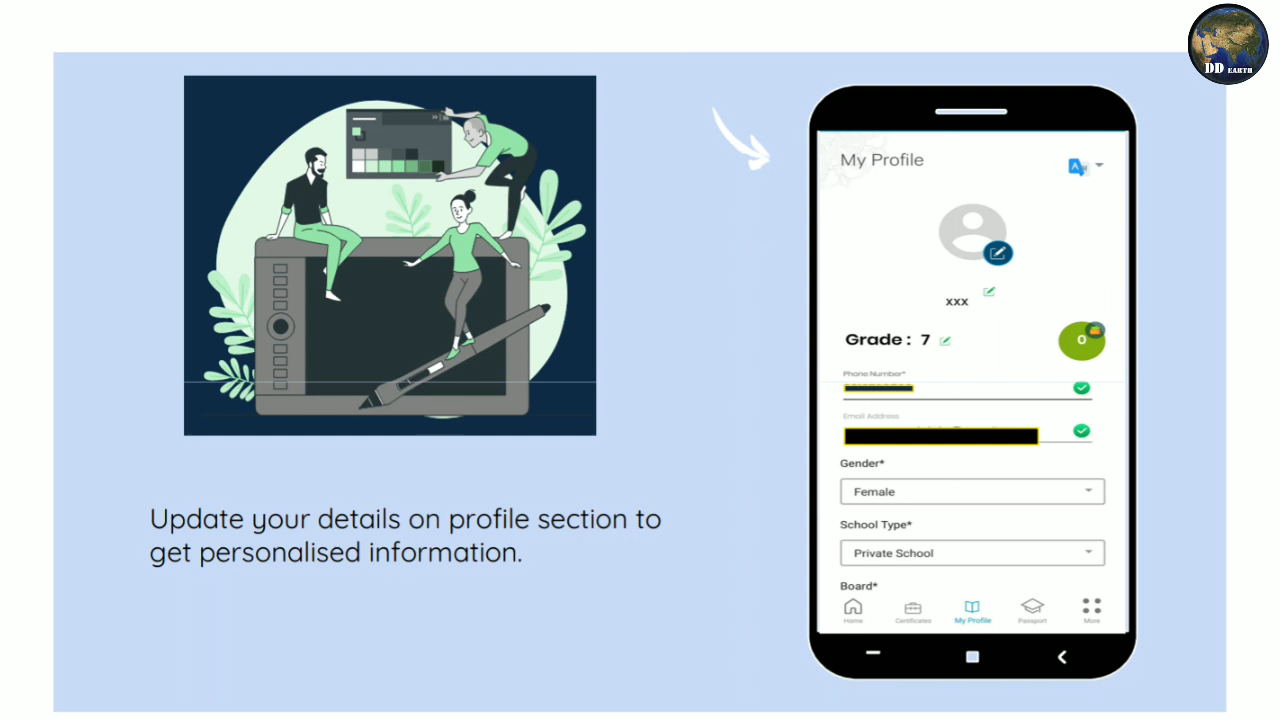 DD EARTH
My Profile
xxx
Grade : 7
0
Phone Number*
Email Address
Gender*
Female
School Type*
Private School
Board*
Home
Certificates
My Profile
Passport
More
Update your details on profile section to
get personalised information.